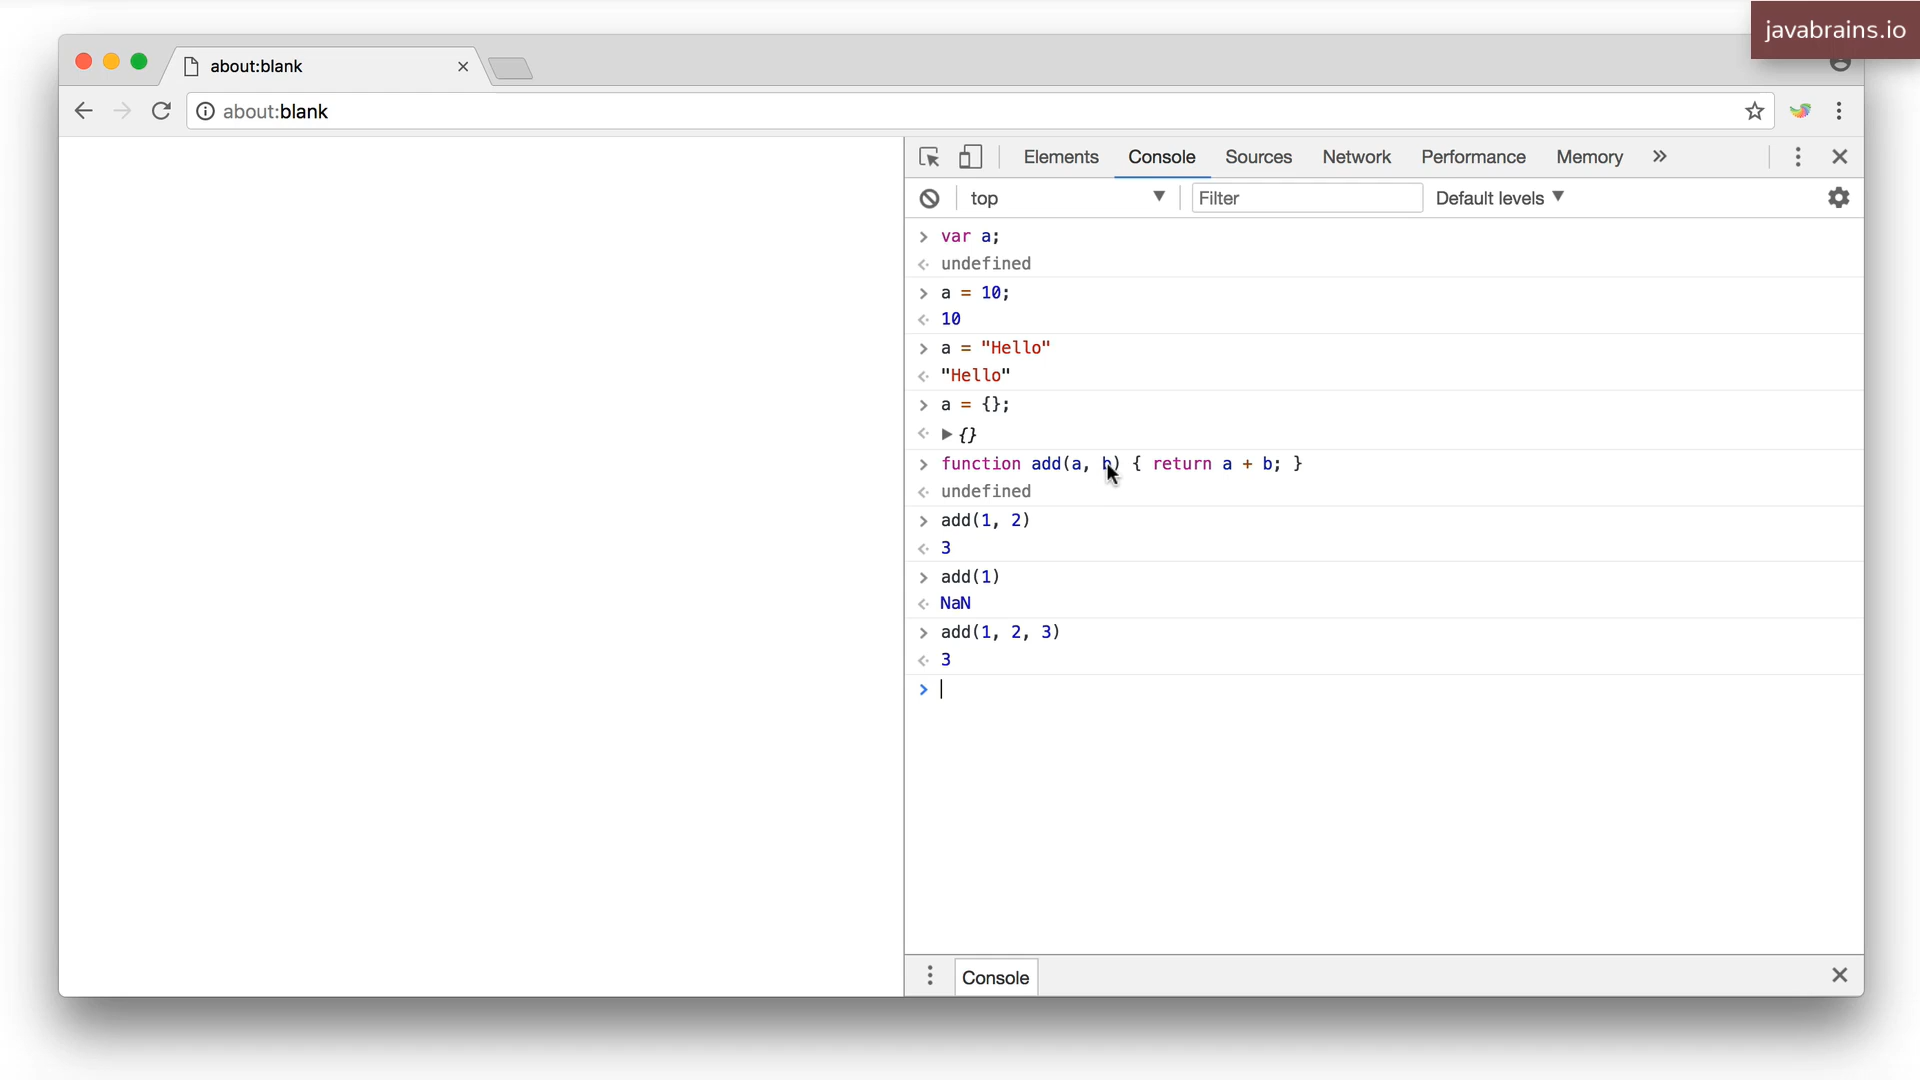 javabrains.io
about:blank
about:blank
Elements Console Sources Network Performance Memory
top Filter Default levels
var a;
undefined
a = 10;
10
a = "Hello"
"Hello"
a = {};
{}
function add(a, b) { return a + b; }
undefined
add(1, 2)
3
add(1)
NaN
add(1, 2, 3)
3
Console